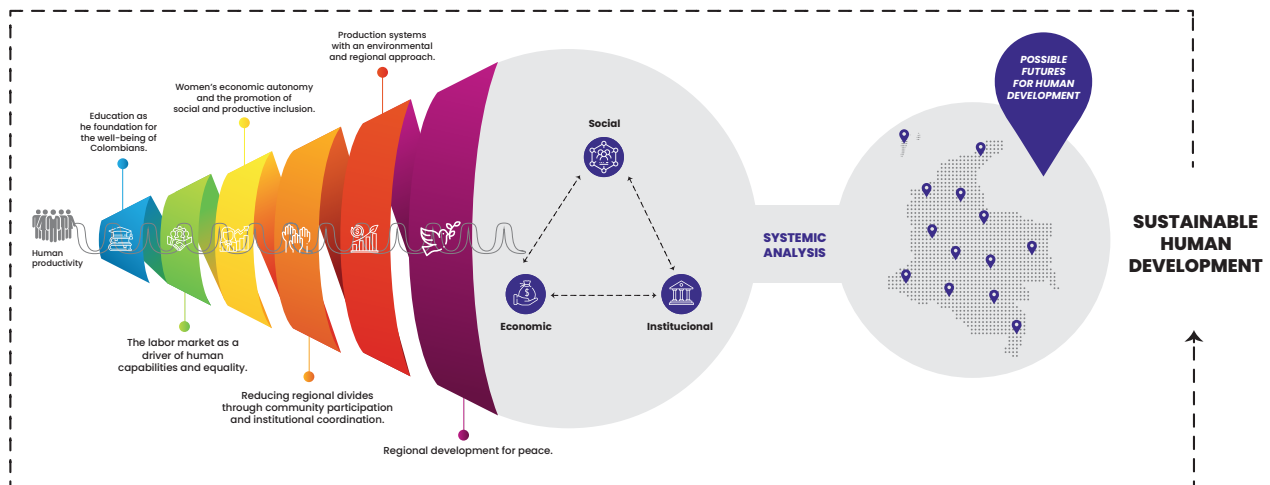 Human
productivity
Education as
he foundation for
the well-being of
Colombians.
The labor market as a
driver of human
capabilities and equality.
Women's economic autonomy
and the promotion of
social and productive inclusion.
Reducing regional divides
through community participation
and institutional coordination.
Production systems
with an environmental
and regional approach.
Regional development for peace.
Social
Economic
Institucional
SYSTEMIC
ANALYSIS
POSSIBLE
FUTURES
FOR HUMAN
DEVELOPMENT
SUSTAINABLE
HUMAN
DEVELOPMENT